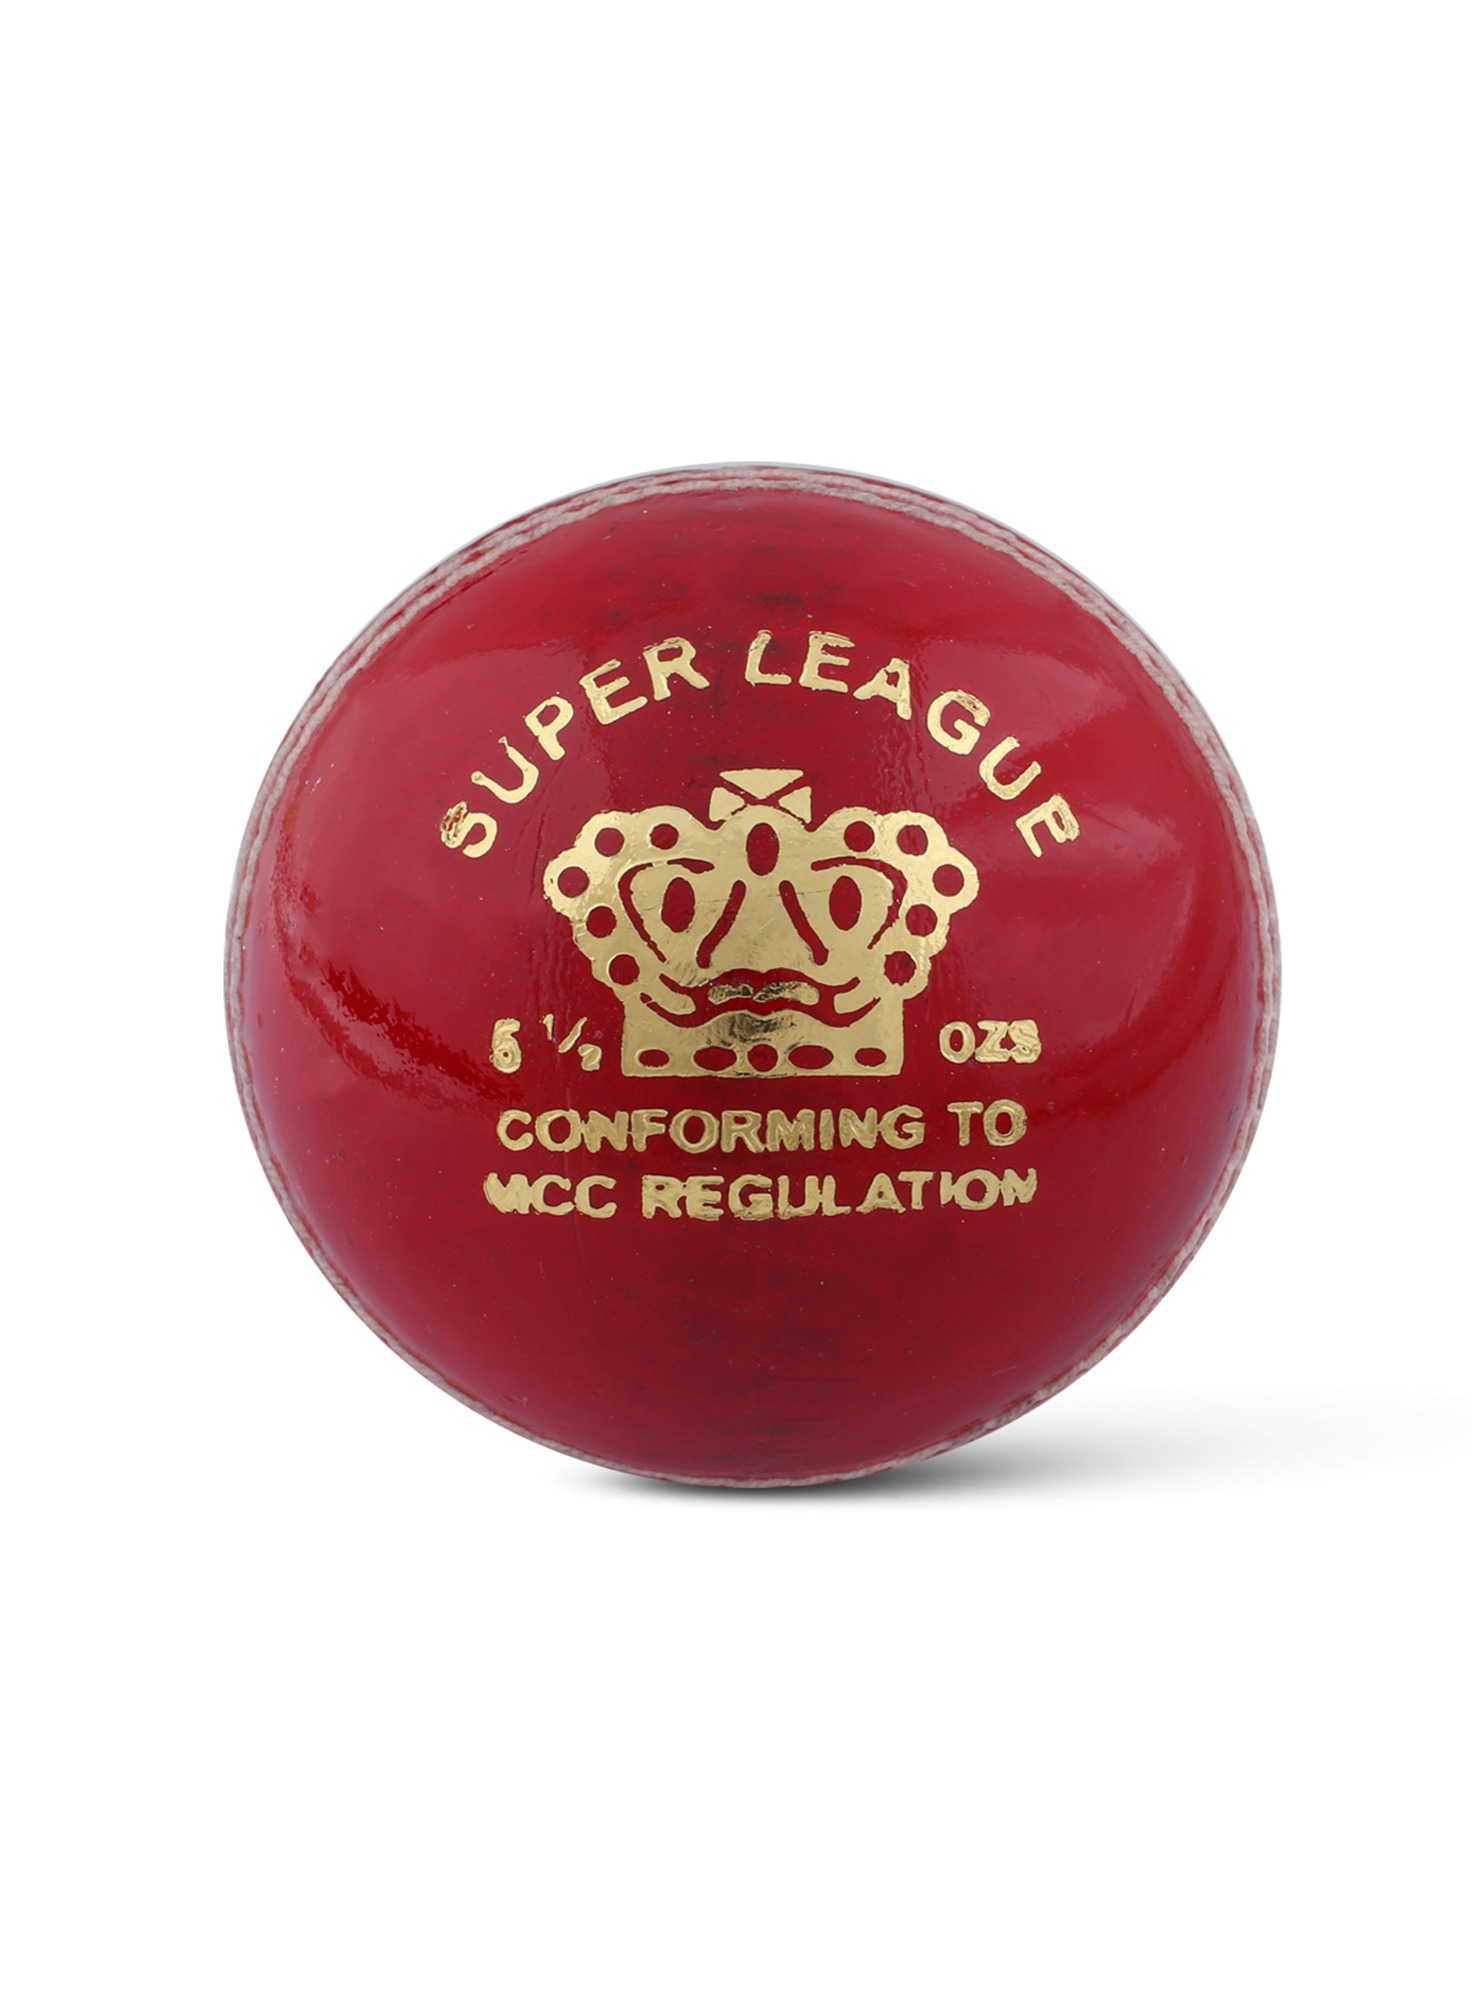 SUPER LEAGUE
5 1/2 OZS
CONFORMING TO
MCC REGULATION